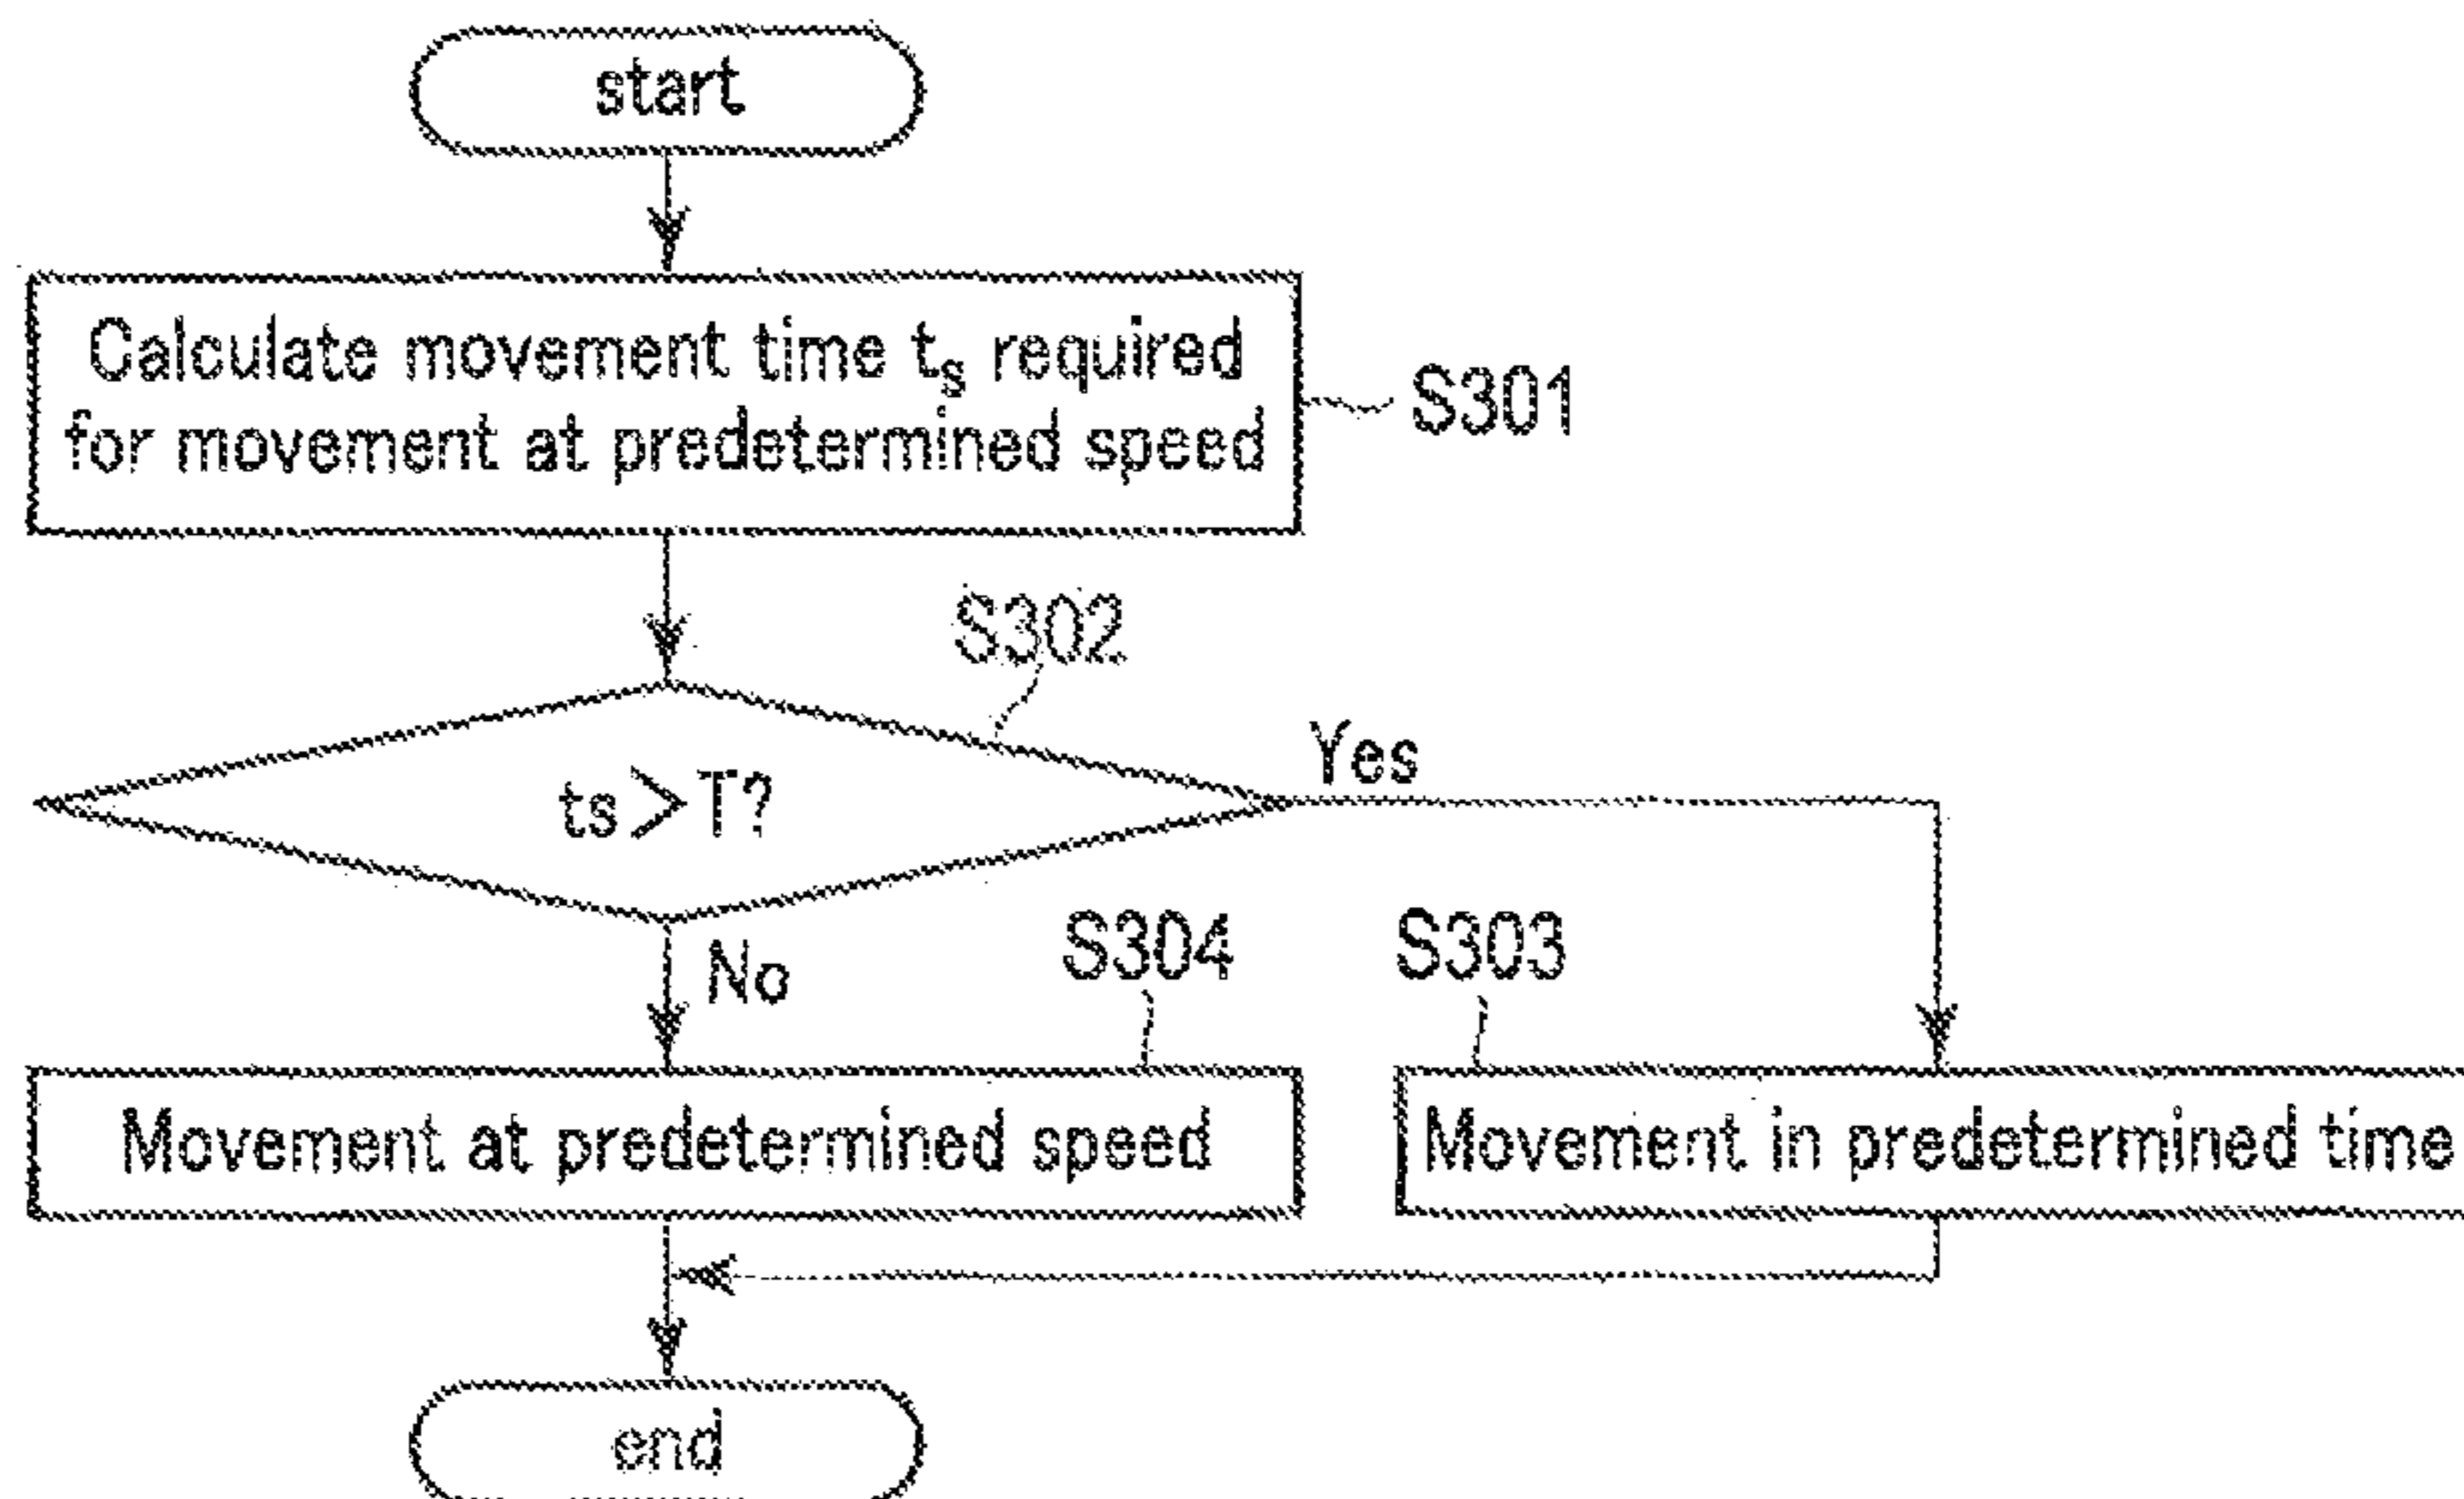 start
Calculate movement time ts required
for movement at predetermined speed
S301
S302
ts>T?
Yes
No
S304
S303
Movement at predetermined speed
Movement in predetermined time
end